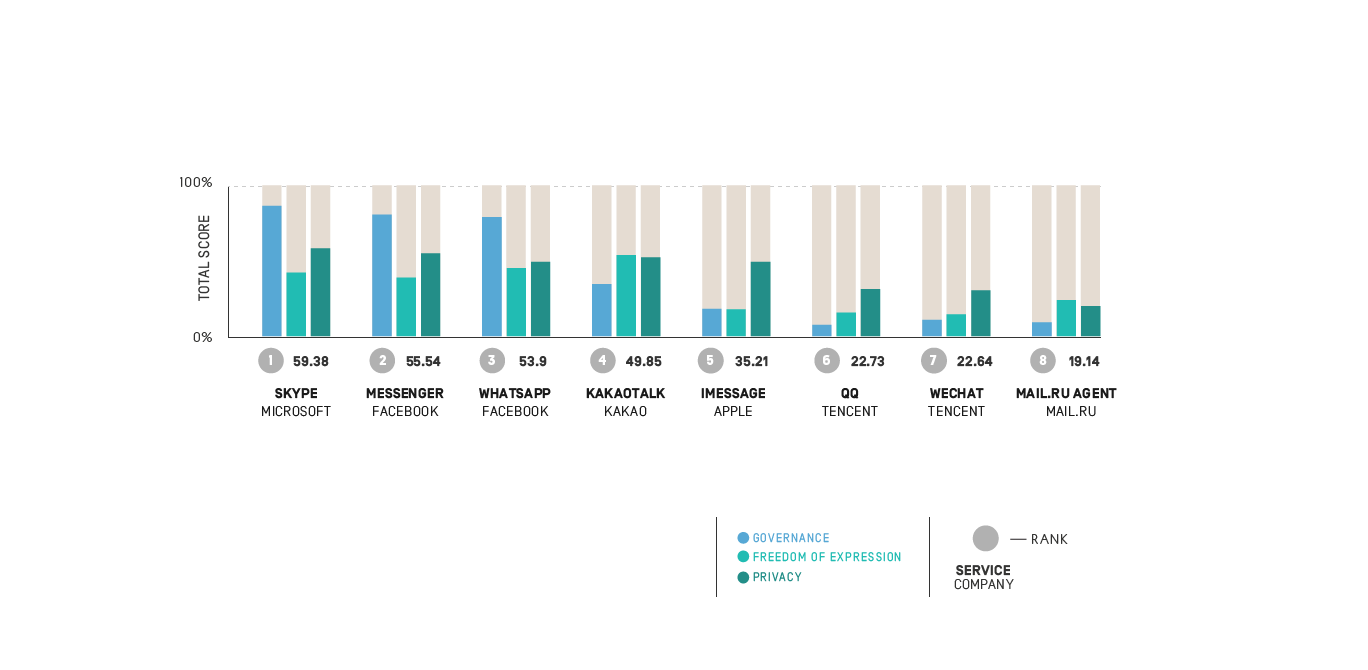 100%
TOTAL SCORE
0%
1 59.38 2 55.54 3 53.9 4 49.85 5 35.21 6 22.73 7 22.64 8 19.14
SKYPE MESSENGER WHATSAPP KAKAOTALK IMESSAGE QQ WECHAT MAIL.RU AGENT
MICROSOFT FACEBOOK FACEBOOK KAKAO APPLE TENCENT TENCENT MAIL.RU
GOVERNANCE
FREEDOM OF EXPRESSION
PRIVACY
— RANK
SERVICE
COMPANY